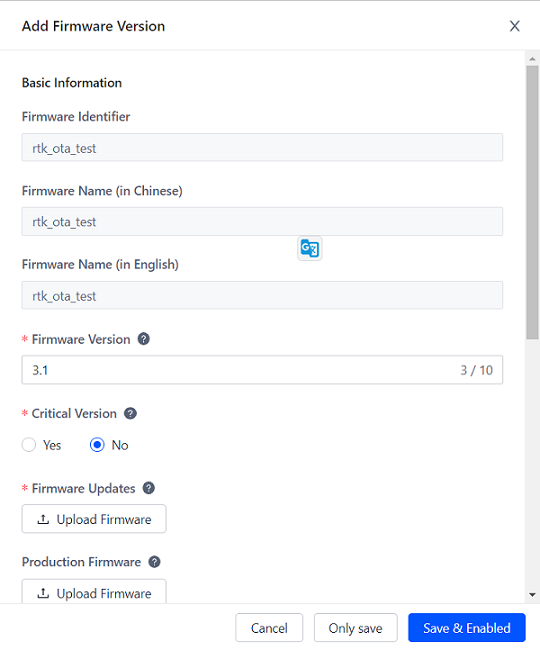 Add Firmware Version
Basic Information
Firmware Identifier
rtk_ota_test
Firmware Name (in Chinese)
rtk_ota_test
Firmware Name (in English)
rtk_ota_test
* Firmware Version ?
3.1 3 / 10
* Critical Version ?
Yes No
* Firmware Updates ?
Upload Firmware
Production Firmware ?
Upload Firmware
Cancel Only save Save & Enabled